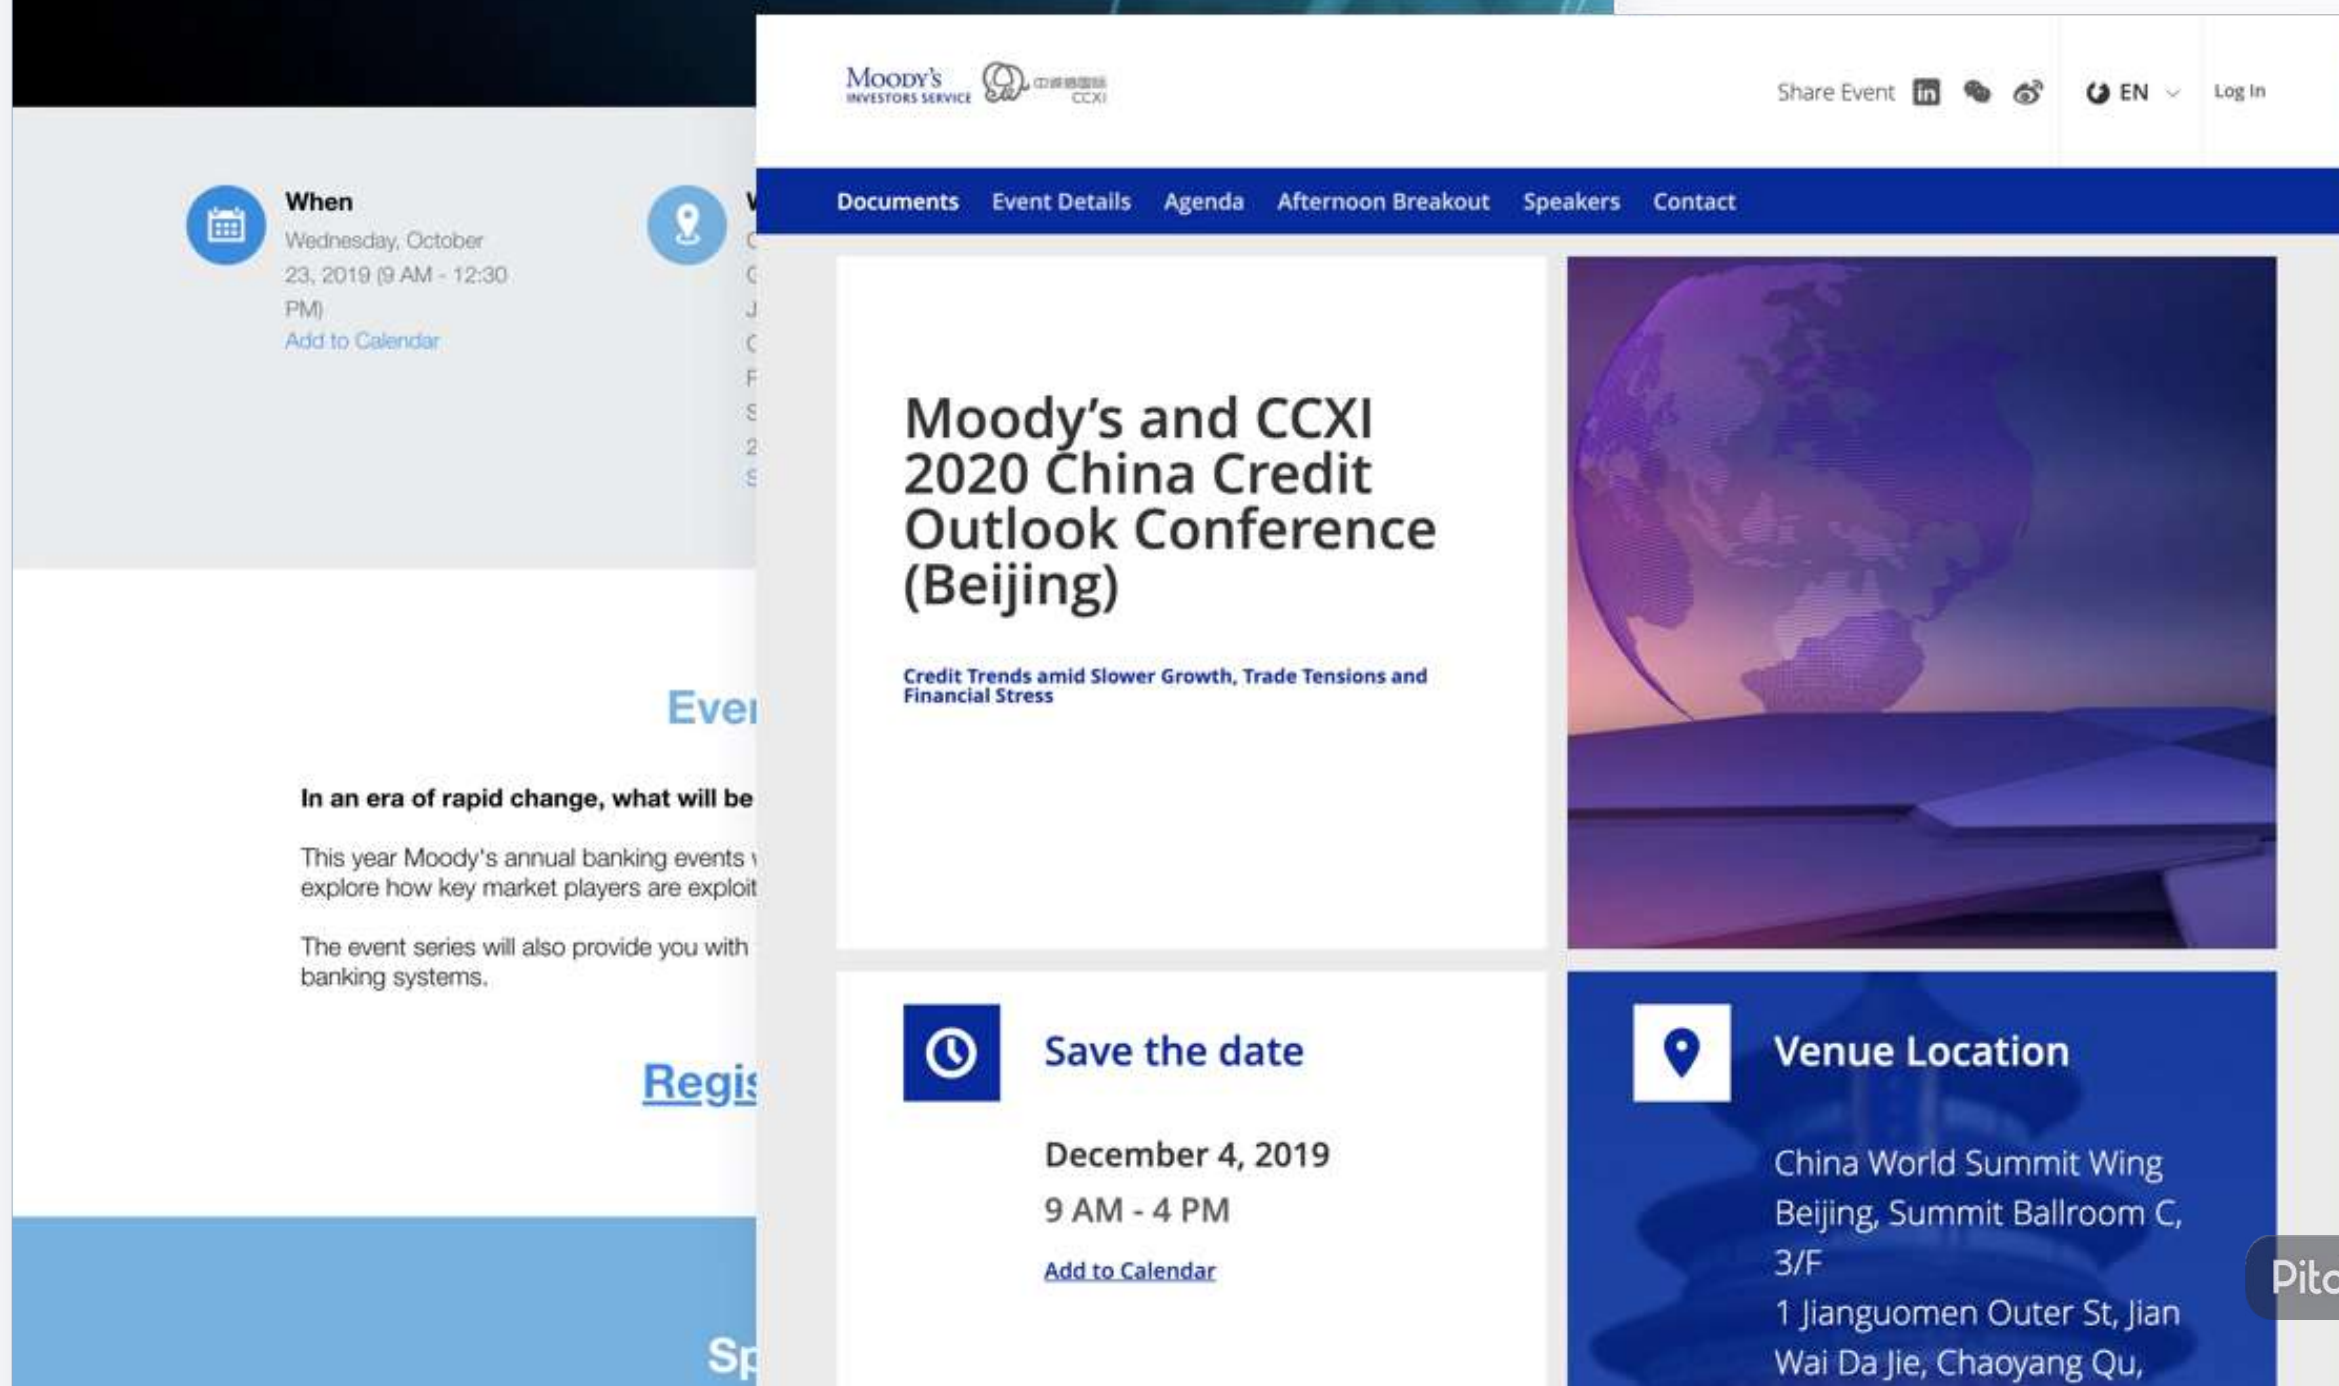 When
Wednesday, October
23, 2019 (9 AM - 12:30
PM)
Add to Calendar
In an era of rapid change, what will be
This year Moody's annual banking events
explore how key market players are
The event series will also provide you with
banking systems.
MOODY'S
INVESTORS SERVICE
CCXI
Share Event
EN
Log In
Documents
Event Details
Agenda
Afternoon Breakout
Speakers
Contact
Moody's and CCXI
2020 China Credit
Outlook Conference
(Beijing)
Credit Trends amid Slower Growth, Trade Tensions and
Financial Stress
Save the date
December 4, 2019
9 AM - 4 PM
Add to Calendar
Venue Location
China World Summit Wing
Beijing, Summit Ballroom C,
3/F
1 Jianguomen Outer St, Jian
Wai Da Jie, Chaoyang Qu,